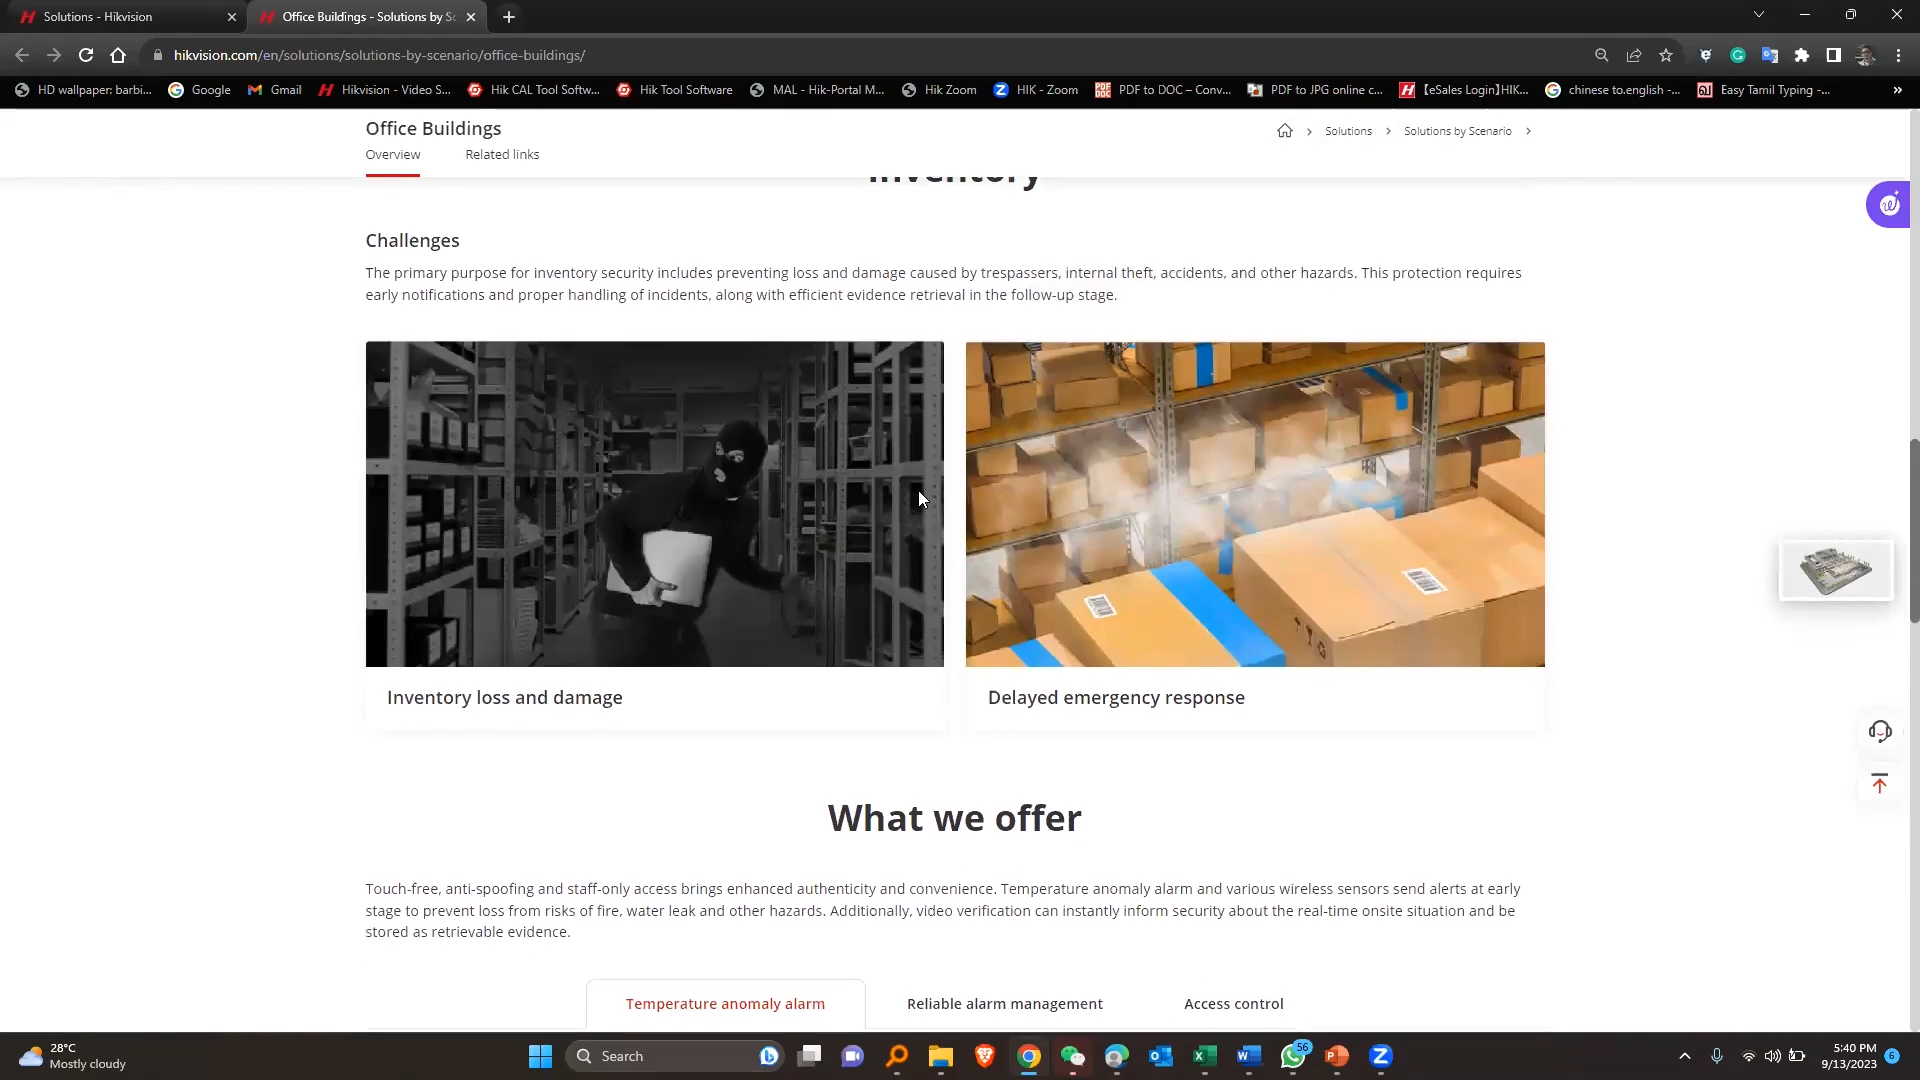 Solutions - Hikvision
Office Buildings - Solutions by Sc
hikvision.com/en/solutions/solutions-by-scenario/office-buildings/
HD wallpaper: barbi...
Google
Gmail
Hikvision - Video S...
Hik CAL Tool Softw...
Hik Tool Software
MAL - Hik-Portal M...
Hik Zoom
HIK - Zoom
PDF to DOC – Conv...
PDF to JPG online c...
【eSales Login】HIK...
chinese to.english -...
Easy Tamil Typing -...
»
Office Buildings
Solutions
Solutions by Scenario
Overview
Related links
Inventory
Challenges
The primary purpose for inventory security includes preventing loss and damage caused by trespassers, internal theft, accidents, and other hazards. This protection requires
early notifications and proper handling of incidents, along with efficient evidence retrieval in the follow-up stage.
Inventory loss and damage
Delayed emergency response
What we offer
Touch-free, anti-spoofing and staff-only access brings enhanced authenticity and convenience. Temperature anomaly alarm and various wireless sensors send alerts at early
stage to prevent loss from risks of fire, water leak and other hazards. Additionally, video verification can instantly inform security about the real-time onsite situation and be
stored as retrievable evidence.
Temperature anomaly alarm
Reliable alarm management
Access control
28°C
Mostly cloudy
Search
56
5:40 PM
9/13/2023
6